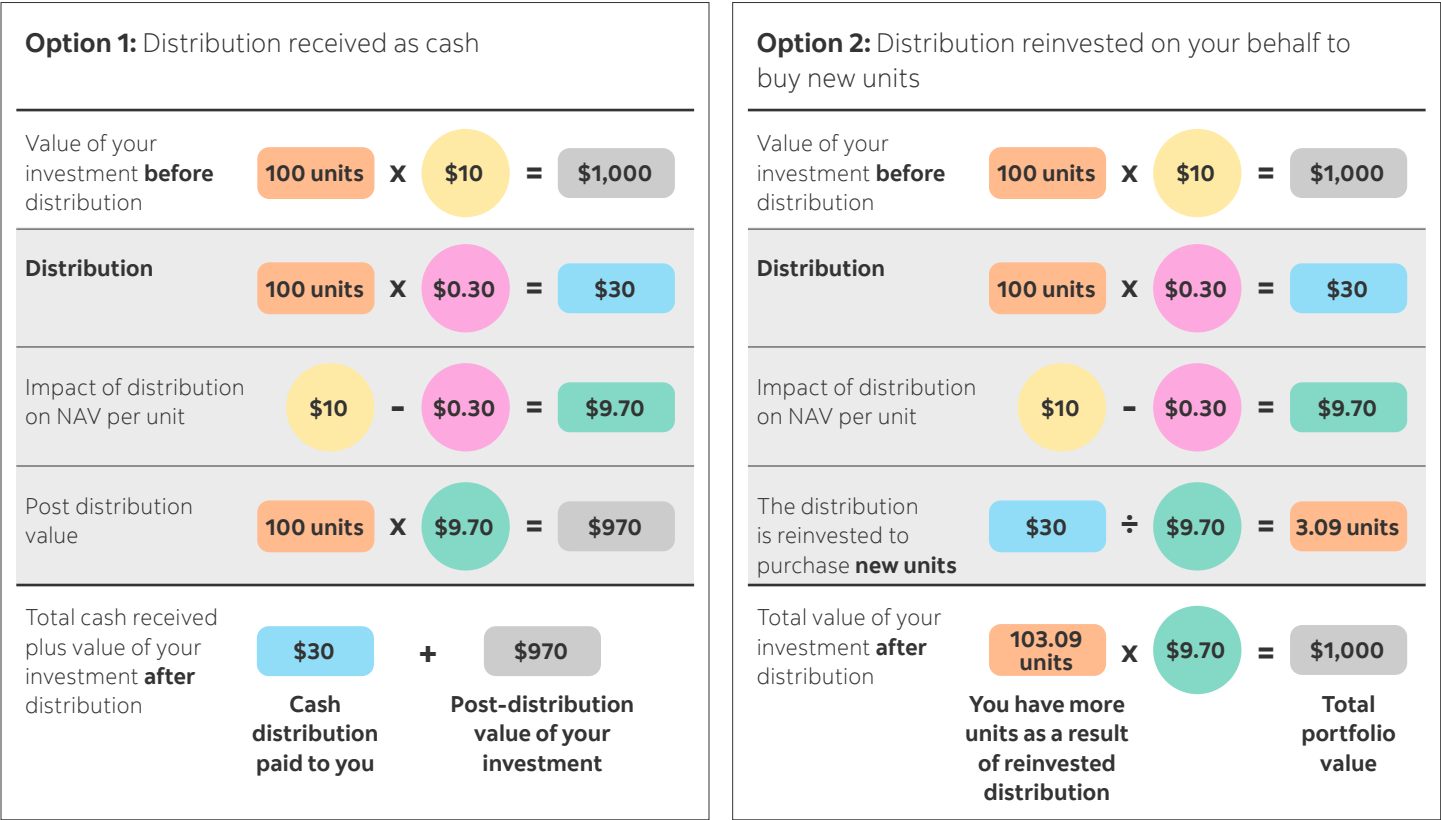 Option 1: Distribution received as cash
Value of your
investment before
distribution
100 units x $10 = $1,000
Distribution
100 units x $0.30 = $30
Impact of distribution
on NAV per unit
$10 - $0.30 = $9.70
Post distribution
value
100 units x $9.70 = $970
Total cash received
plus value of your
investment after
distribution
$30 + $970
Cash
distribution
paid to you
Post-distribution
value of your
investment
Option 2: Distribution reinvested on your behalf to
buy new units
Value of your
investment before
distribution
100 units x $10 = $1,000
Distribution
100 units x $0.30 = $30
Impact of distribution
on NAV per unit
$10 - $0.30 = $9.70
The distribution
is reinvested to
purchase new units
$30 ÷ $9.70 = 3.09 units
Total value of your
investment after
distribution
103.09
units
x $9.70 = $1,000
You have more
units as a result
of reinvested
distribution
Total
portfolio
value